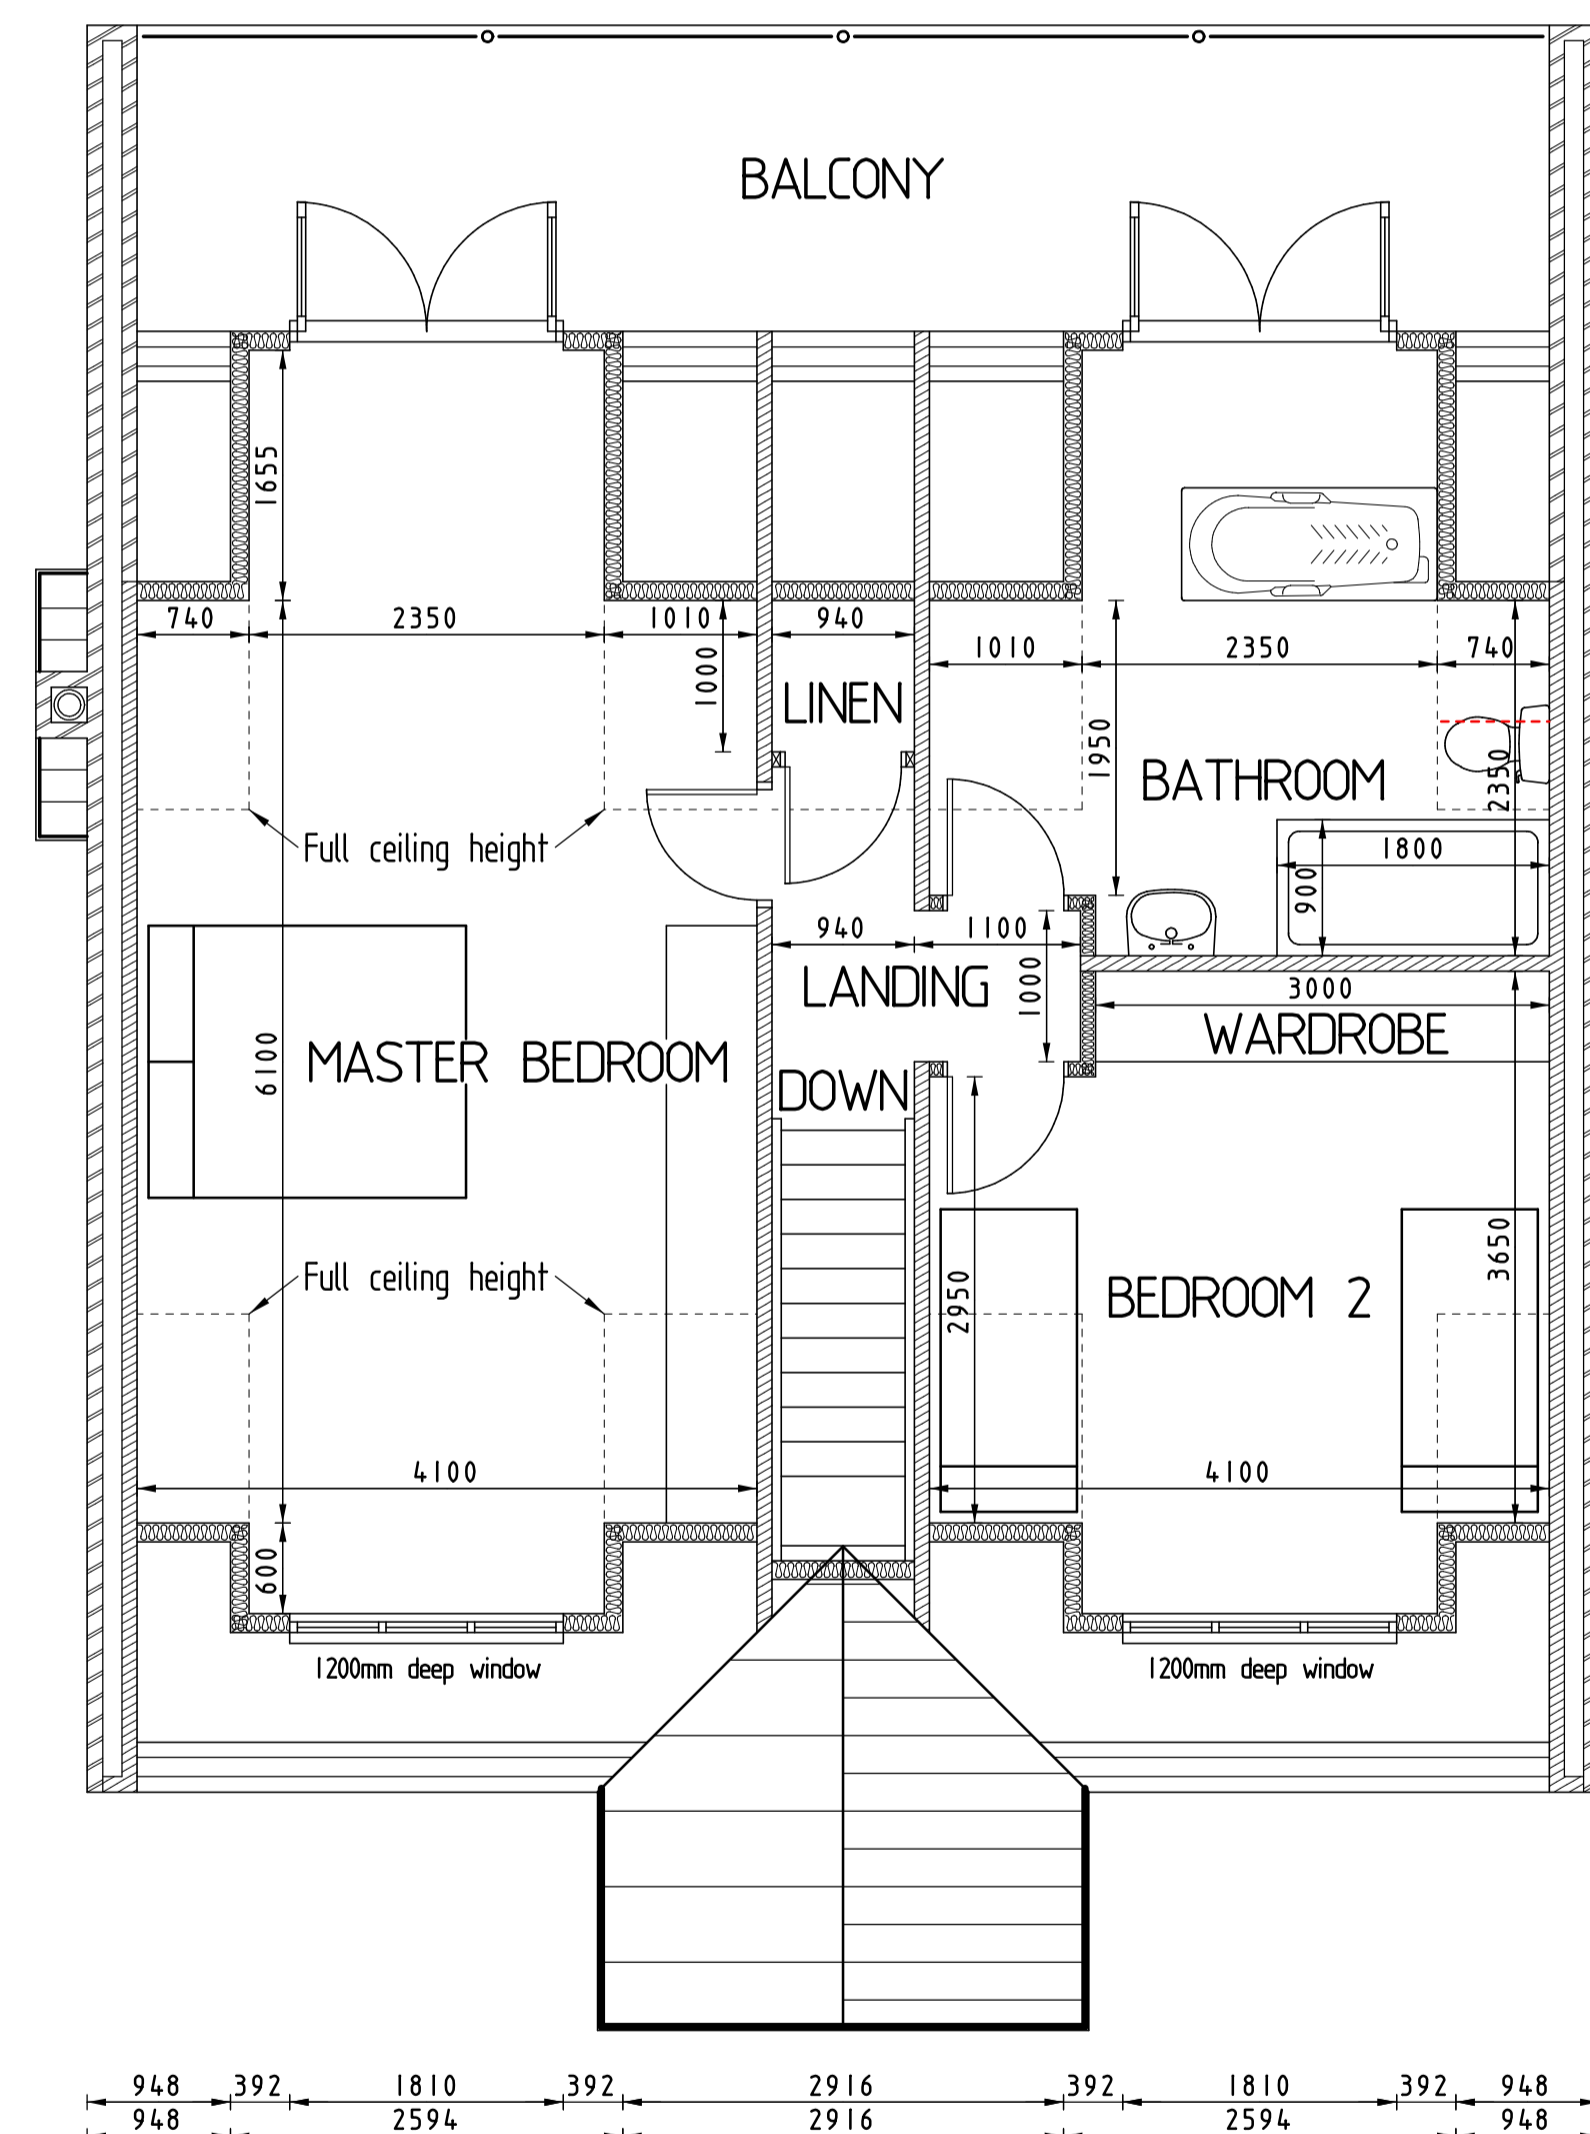 BALCONY
1655
740 2350 1010 940
1000
1010 2350 740
LINEN
1950
BATHROOM
2350
Full ceiling height
1800
900
940 1100
LANDING
1000
3000
WARDROBE
6100
MASTER BEDROOM
DOWN
3650
Full ceiling height
2950
BEDROOM 2
4100
4100
600
1200mm deep window
1200mm deep window
948 392 1810 392 2916 392 1810 392 948
948 2594 2916 2594 948